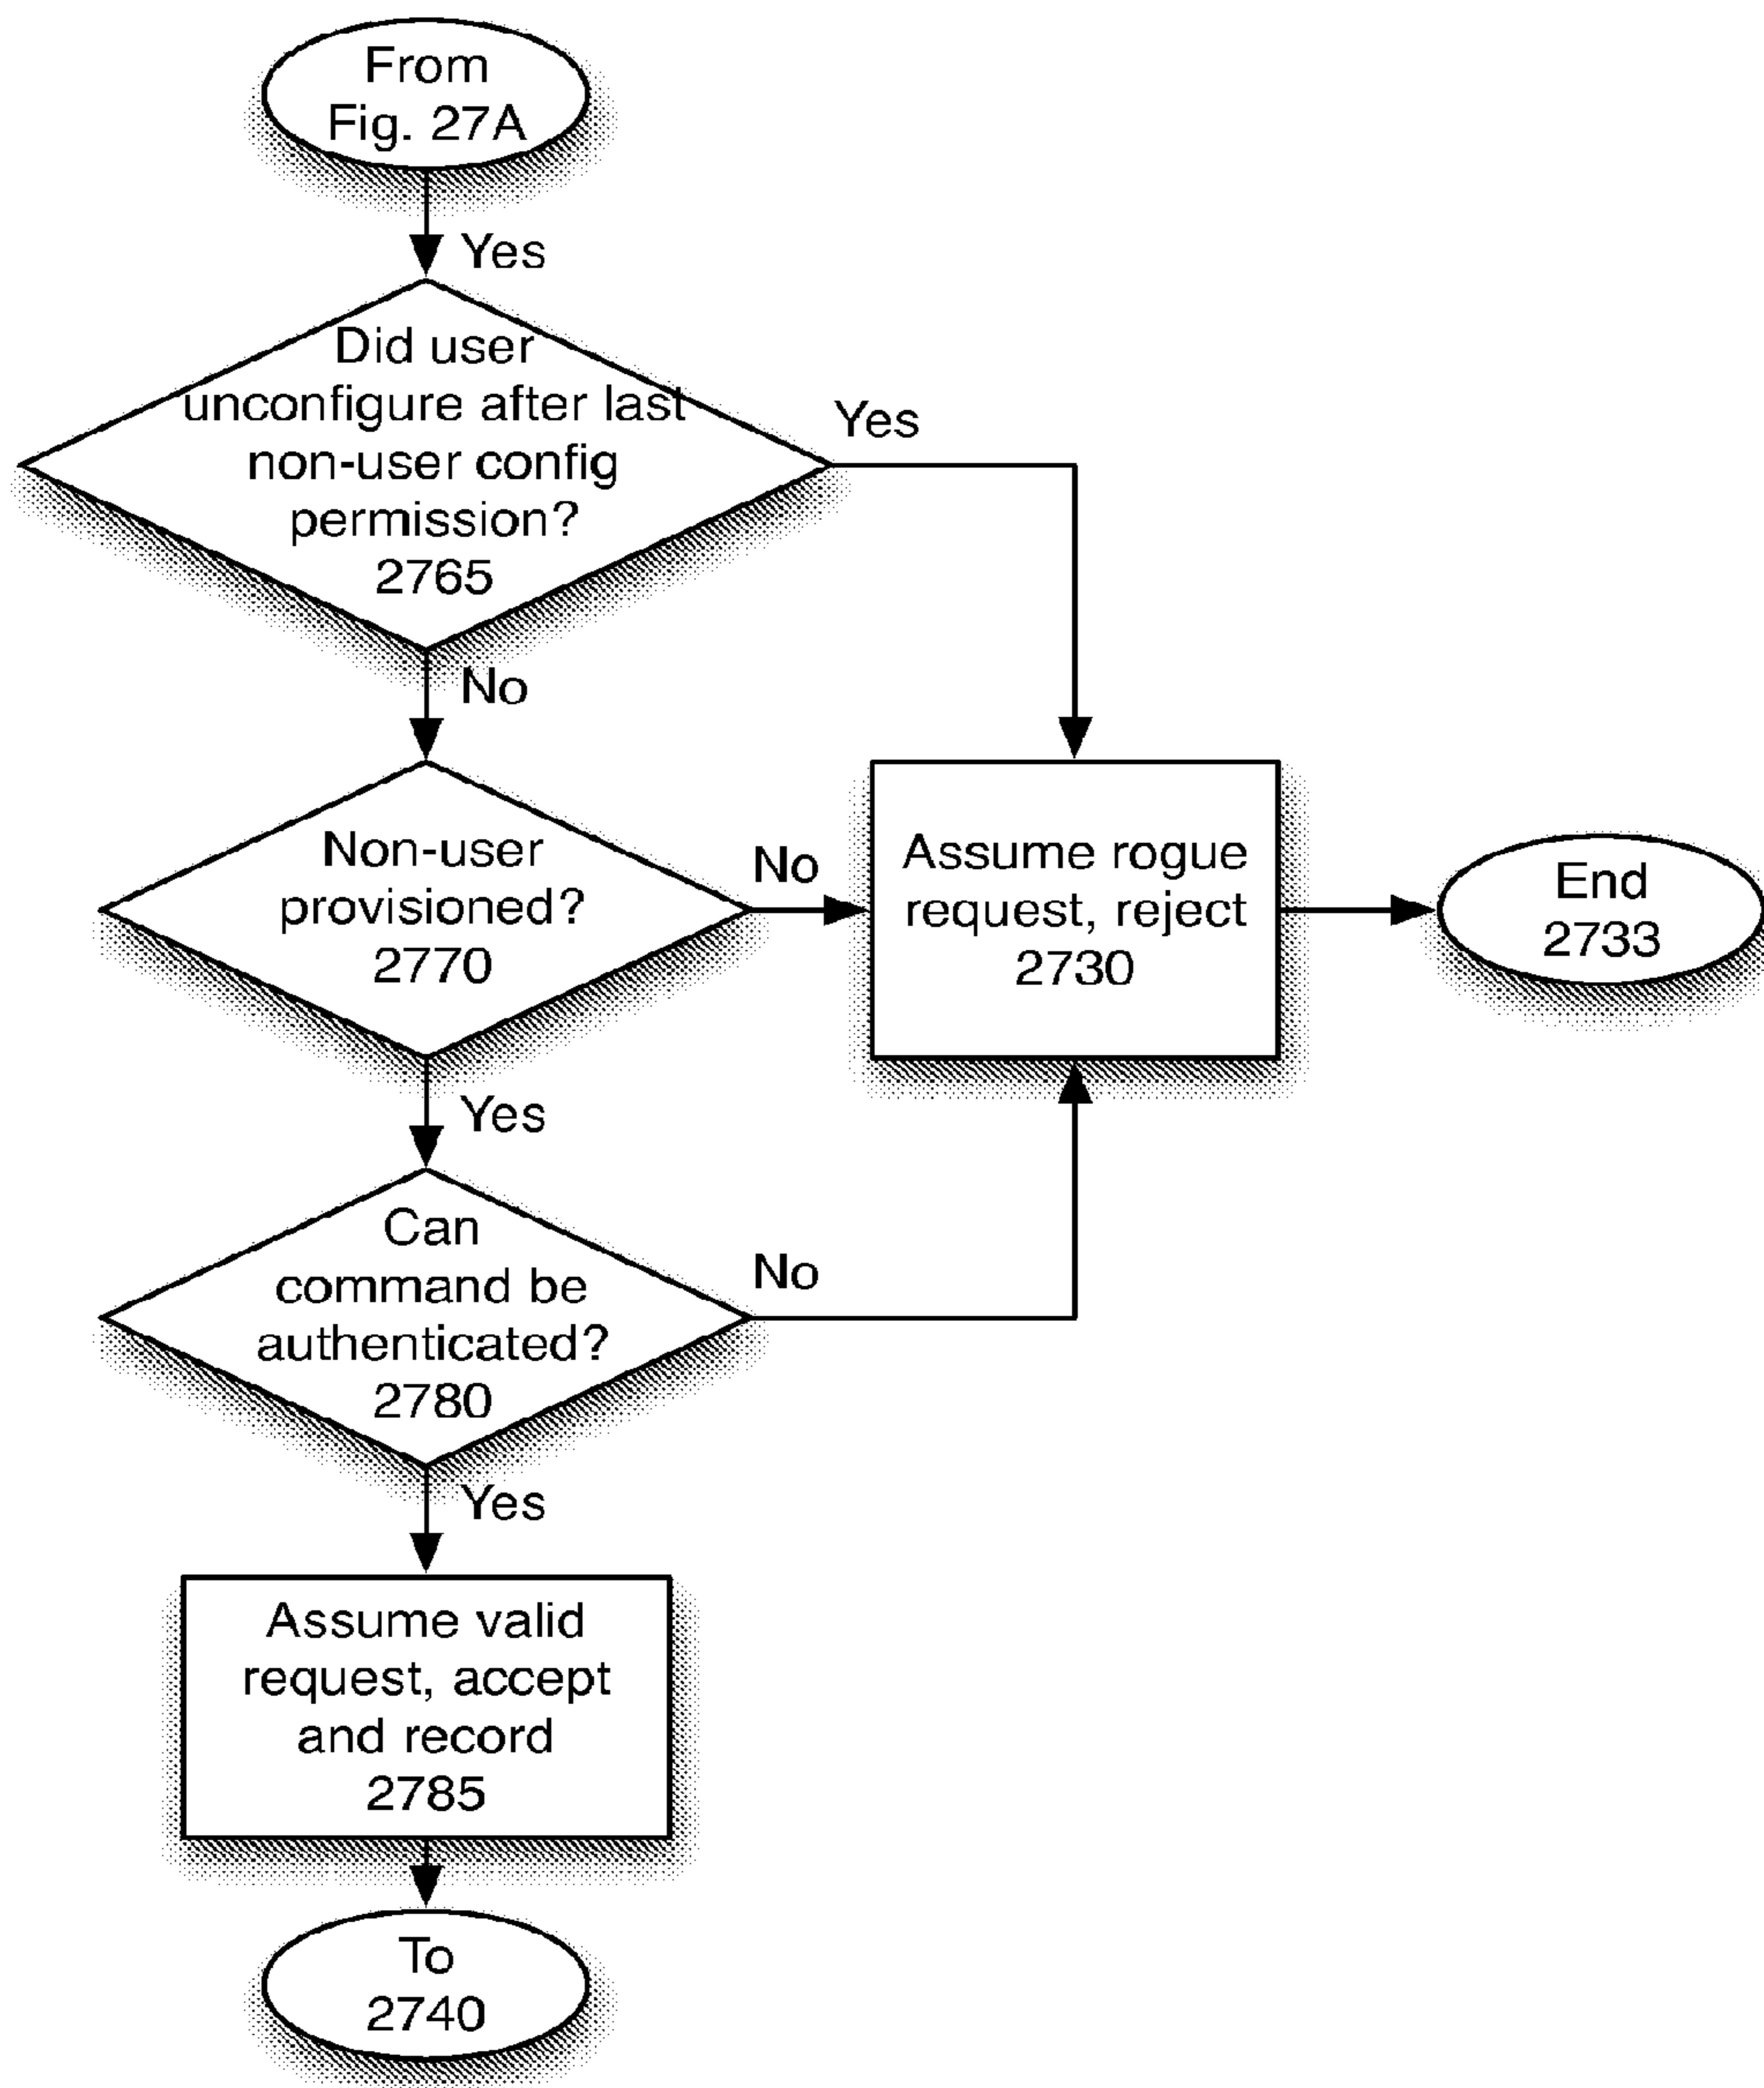 From
Fig. 27A
Yes
Did user
unconfigure after last
non-user config
permission?
2765
Yes
No
Non-user
provisioned?
2770
No
Assume rogue
request, reject
2730
End
2733
Yes
Can
command be
authenticated?
2780
No
Yes
Assume valid
request, accept
and record
2785
To
2740